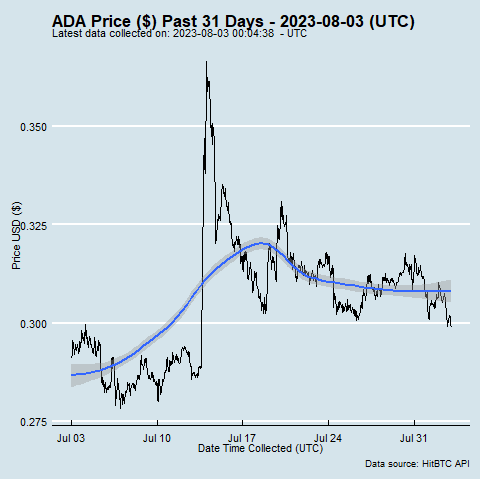 ADA Price ($) Past 31 Days - 2023-08-03 (UTC)
Latest data collected on: 2023-08-03 00:04:38 - UTC
Price USD ($)
0.350
0.325
0.300
0.275
Jul 03
Jul 10
Jul 17
Jul 24
Jul 31
Date Time Collected (UTC)
Data source: HitBTC API